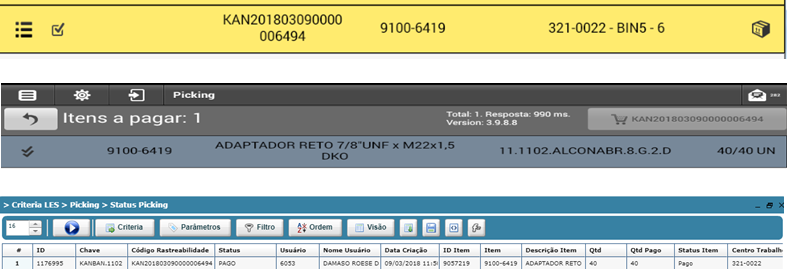 KAN201803090000
006494
9100-6419
321-0022 - BIN5 - 6
Picking
Itens a pagar: 1
Total: 1. Resposta: 990 ms.
Version: 3.9.8.8
KAN201803090000006494
9100-6419
ADAPTADOR RETO 7/8"UNF x M22x1,5
DKO
11.1102.ALCONABR.8.G.2.D
40/40 UN
> Criteria LES > Picking > Status Picking
16
Criteria
Parâmetros
Filtro
Ordem
Visão
# ID Chave Código Rastreabilidade Status Usuário Nome Usuário Data Criação ID Item Item Descrição Item Qtd Qtd Pago Status Item Centro Trabalh
1 1176995 KANBAN.1102 KAN201803090000006494 PAGO 6053 DAMASO ROESE D 09/03/2018 11:5 9057219 9100-6419 ADAPTADOR RETO 40 40 Pago 321-0022